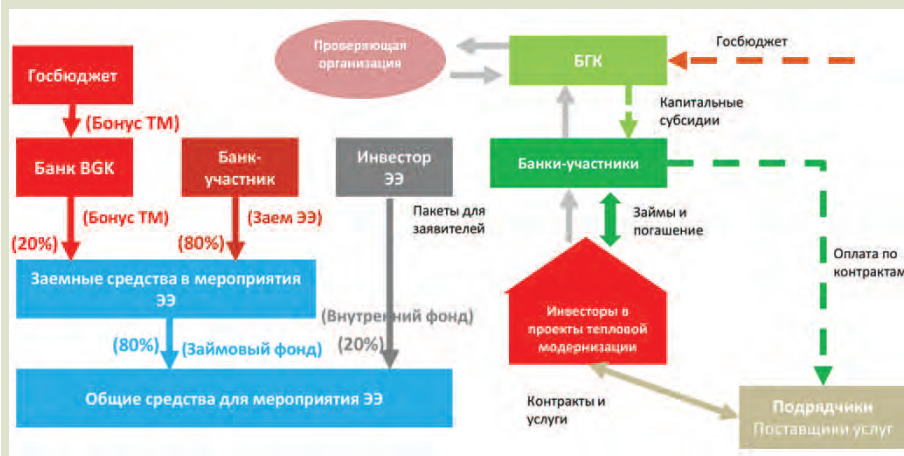 Госбюджет
(Бонус ТМ)
Банк BGK
Банк-
участник
Инвестор
ЭЭ
(Бонус ТМ)
(Заем ЭЭ)
(20%)
(80%)
Заемные средства в мероприятия
ЭЭ
(Внутренний фонд)
(80%)
(Займовый фонд)
(20%)
Общие средства для мероприятия ЭЭ
Проверяющая
организация
БГК
Госбюджет
Капитальные
субсидии
Банки-участники
Пакеты для
заявителей
Займы и
погашение
Оплата по
контрактам
Инвесторы в
проекты тепловой
модернизации
Контракты и
услуги
Подрядчики
Поставщики услуг